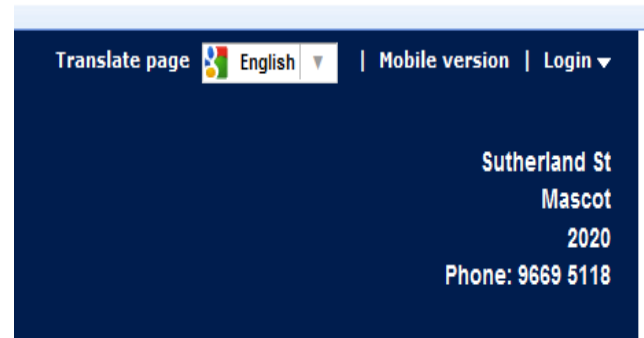 Translate page English | Mobile version | Login
Sutherland St
Mascot
2020
Phone: 9669 5118